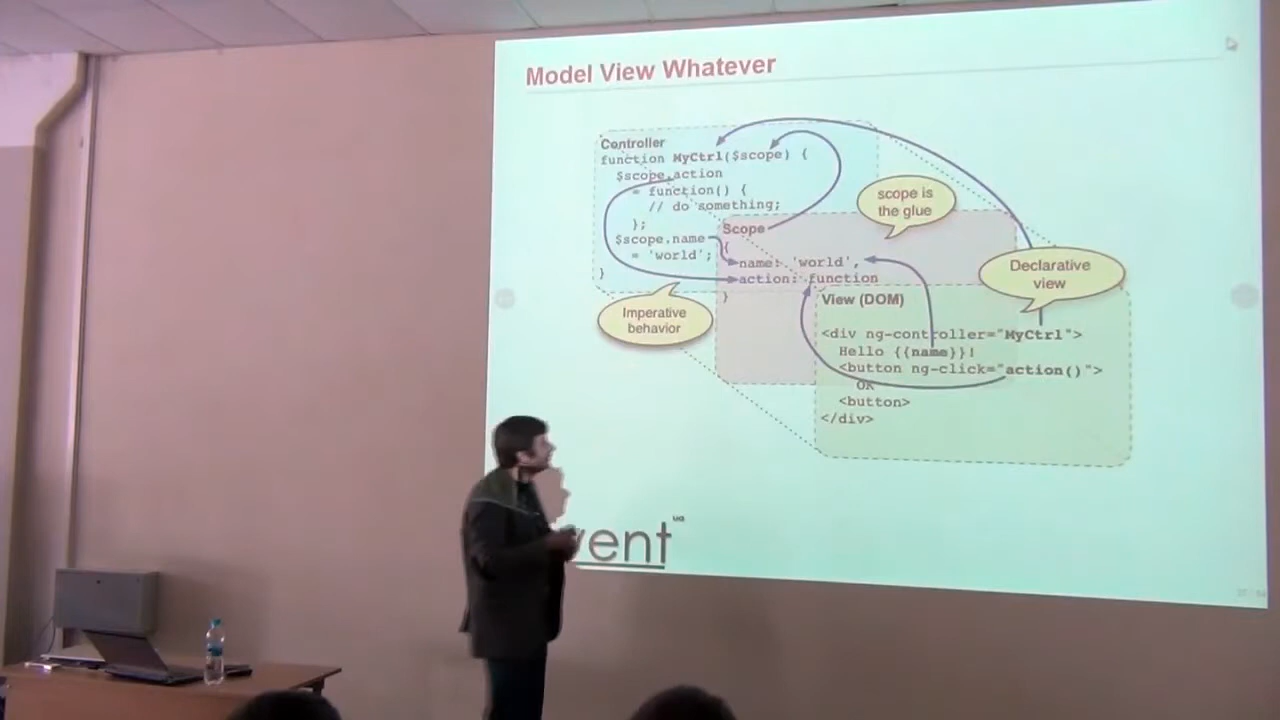 Model View Whatever
Controller
function MyCtrl($scope) {
$scope.action
= function() {
// do something;
};
$scope.name
= 'world';
}
scope is
the glue
Scope
{
name: 'world',
action: function
}
Declarative
view
Imperative
behavior
View (DOM)
<div ng-controller="MyCtrl">
Hello {{name}}!
<button ng-click="action()">
OK
<button>
</div>
vent
ua